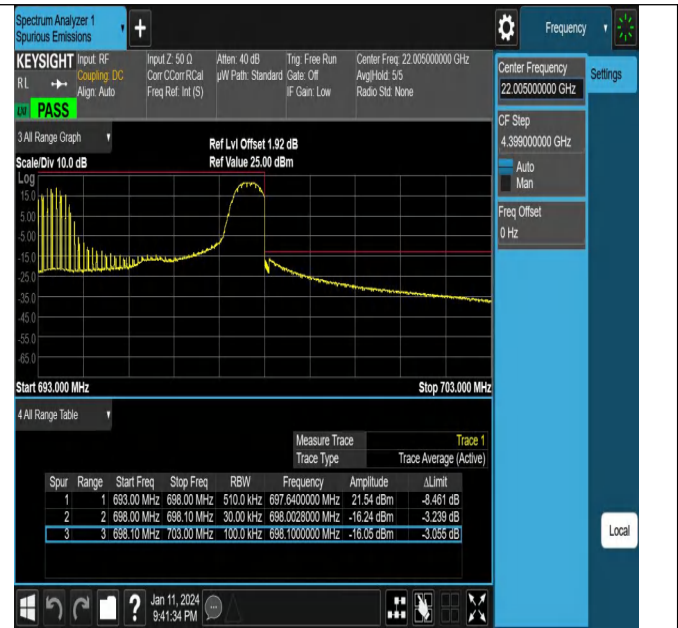 Spectrum Analyzer 1
Spurious Emissions
+
Frequency
KEYSIGHT Input: RF Input Z: 50 Ω Atten: 40 dB Trig: Free Run Center Freq: 22.005000000 GHz
RL Coupling: DC Corr CCorr RCal µW Path: Standard Gate: Off Avg|Hold: 5/5
Align: Auto Freq Ref: Int (S) IF Gain: Low Radio Std: None
PASS
Center Frequency
22.005000000 GHz
Settings
CF Step
4.399000000 GHz
Auto
Man
Freq Offset
0 Hz
3 All Range Graph
Ref Lvl Offset 1.92 dB
Scale/Div 10.0 dB Ref Value 25.00 dBm
Log
15.0
5.00
-5.00
-15.0
-25.0
-35.0
-45.0
-55.0
-65.0
Start 693.000 MHz Stop 703.000 MHz
4 All Range Table
Measure Trace Trace 1
Trace Type Trace Average (Active)
Spur Range Start Freq Stop Freq RBW Frequency Amplitude ΔLimit
1 1 693.00 MHz 698.00 MHz 510.0 kHz 697.6400000 MHz 21.54 dBm -8.461 dB
2 2 698.00 MHz 698.10 MHz 30.00 kHz 698.0028000 MHz -16.24 dBm -3.239 dB
3 3 698.10 MHz 703.00 MHz 100.0 kHz 698.1000000 MHz -16.05 dBm -3.055 dB
Local
? Jan 11, 2024
9:41:34 PM